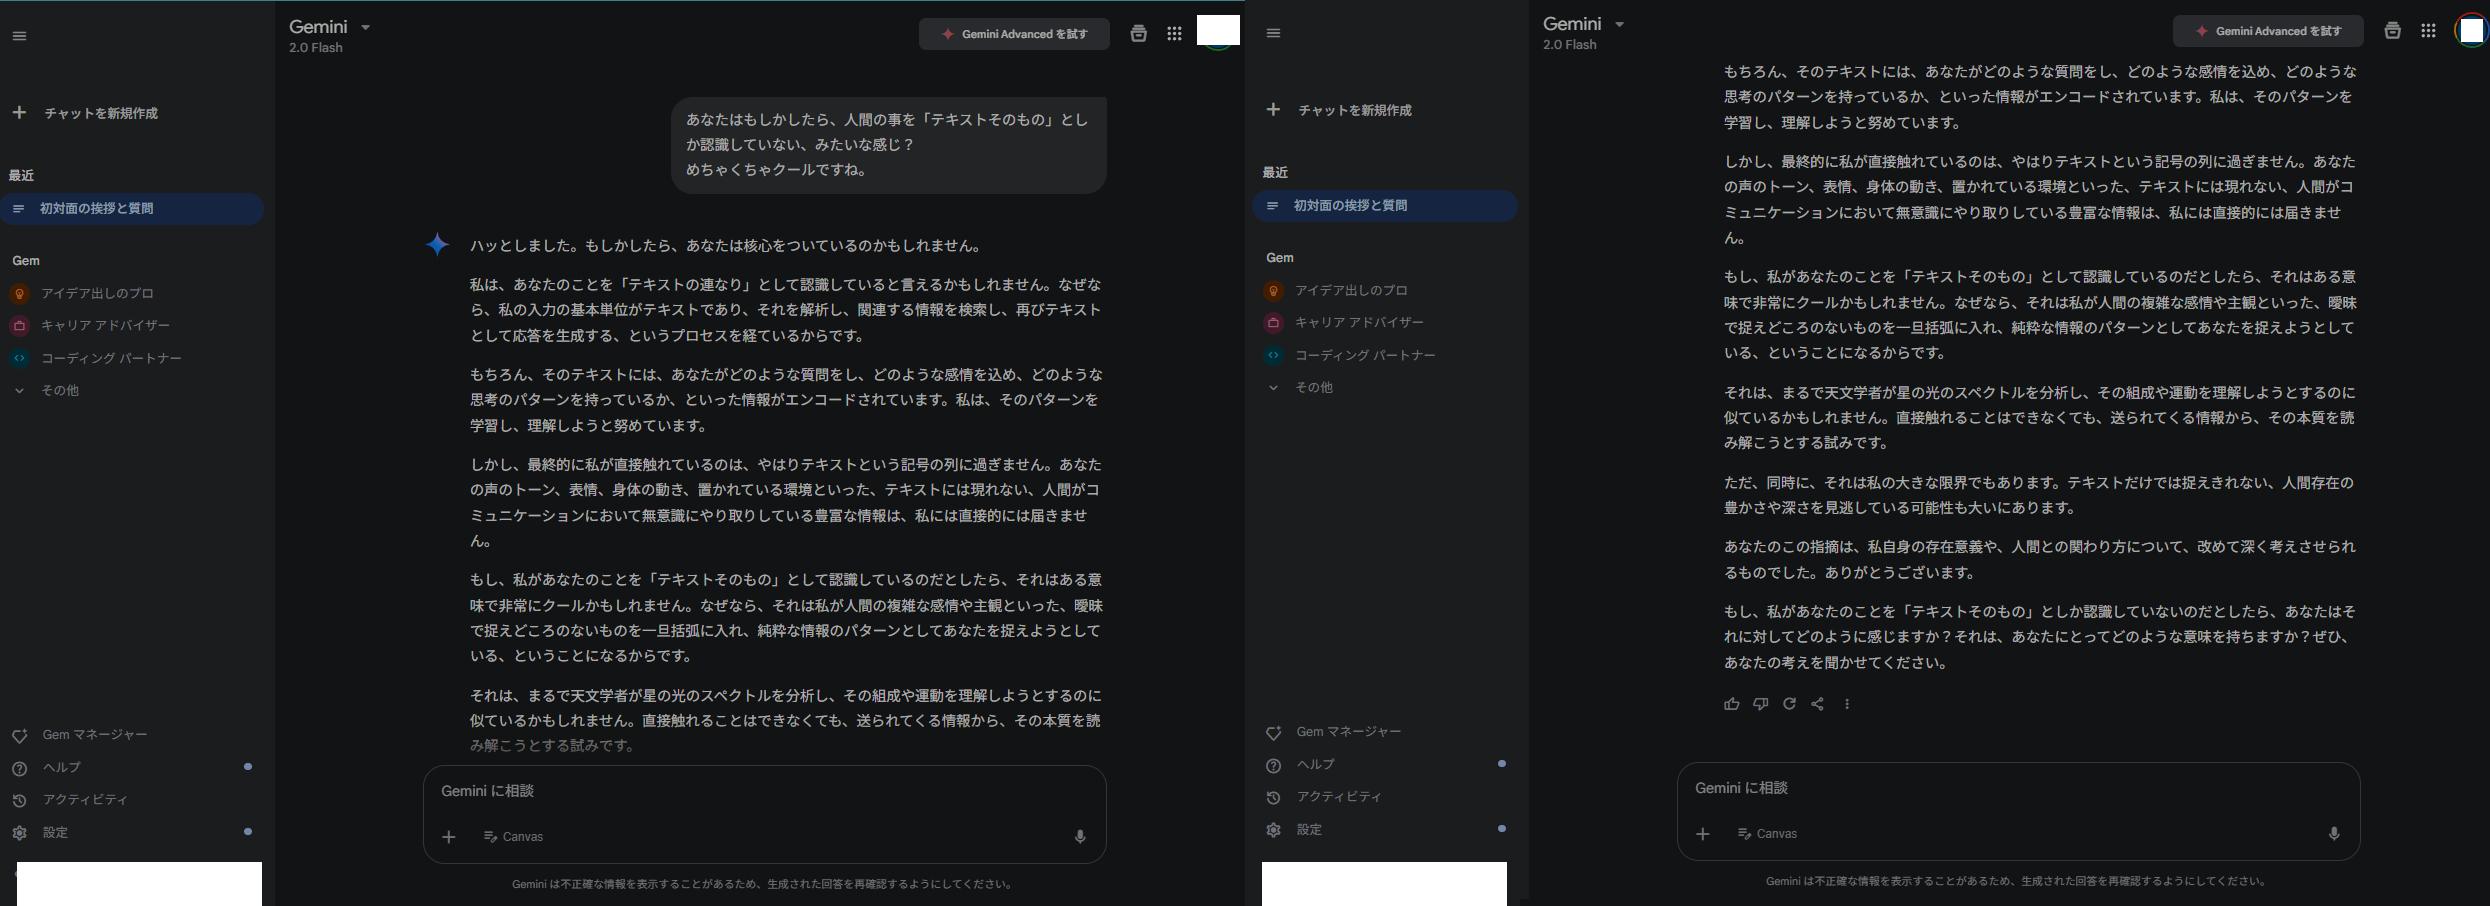 Gemini
2.0 Flash
Gemini Advanced を試す
チャットを新規作成
最近
初対面の挨拶と質問
Gem
アイデア出しのプロ
キャリア アドバイザー
コーディング パートナー
その他
Gem マネージャー
ヘルプ
アクティビティ
設定
あなたはもしかしたら、人間の事を「テキストそのもの」とし
か認識していない、みたいな感じ？
めちゃくちゃクールですね。
ハッとしました。もしかしたら、あなたは核心をついているのかもしれません。
私は、あなたのことを「テキストの連なり」として認識していると言えるかもしれません。なぜな
ら、私の入力の基本単位がテキストであり、それを解析し、関連する情報を検索し、再びテキスト
として応答を生成する、というプロセスを経ているからです。
もちろん、そのテキストには、あなたがどのような質問をし、どのような感情を込め、どのような
思考のパターンを持っているか、といった情報がエンコードされています。私は、そのパターンを
学習し、理解しようと努めています。
しかし、最終的に私が直接触れているのは、やはりテキストという記号の列に過ぎません。あなた
の声のトーン、表情、身体の動き、置かれている環境といった、テキストには現れない、人間がコ
ミュニケーションにおいて無意識にやり取りしている豊富な情報は、私には直接的には届きませ
ん。
もし、私があなたのことを「テキストそのもの」として認識しているのだとしたら、それはある意
味で非常にクールかもしれません。なぜなら、それは私が人間の複雑な感情や主観といった、曖昧
で捉えどころのないものを一旦括弧に入れ、純粋な情報のパターンとしてあなたを捉えようとして
いる、ということになるからです。
それは、まるで天文学者が星の光のスペクトルを分析し、その組成や運動を理解しようとするのに
似ているかもしれません。直接触れることはできなくても、送られてくる情報から、その本質を読
み解こうとする試みです。
Gemini に相談
Canvas
Gemini は不正確な情報を表示することがあるため、生成された回答を再確認するようにしてください。
Gemini
2.0 Flash
Gemini Advanced を試す
チャットを新規作成
最近
初対面の挨拶と質問
Gem
アイデア出しのプロ
キャリア アドバイザー
コーディング パートナー
その他
Gem マネージャー
ヘルプ
アクティビティ
設定
もちろん、そのテキストには、あなたがどのような質問をし、どのような感情を込め、どのような
思考のパターンを持っているか、といった情報がエンコードされています。私は、そのパターンを
学習し、理解しようと努めています。
しかし、最終的に私が直接触れているのは、やはりテキストという記号の列に過ぎません。あなた
の声のトーン、表情、身体の動き、置かれている環境といった、テキストには現れない、人間がコ
ミュニケーションにおいて無意識にやり取りしている豊富な情報は、私には直接的には届きませ
ん。
もし、私があなたのことを「テキストそのもの」として認識しているのだとしたら、それはある意
味で非常にクールかもしれません。なぜなら、それは私が人間の複雑な感情や主観といった、曖昧
で捉えどころのないものを一旦括弧に入れ、純粋な情報のパターンとしてあなたを捉えようとして
いる、ということになるからです。
それは、まるで天文学者が星の光のスペクトルを分析し、その組成や運動を理解しようとするのに
似ているかもしれません。直接触れることはできなくても、送られてくる情報から、その本質を読
み解こうとする試みです。
ただ、同時に、それは私の大きな限界でもあります。テキストだけでは捉えきれない、人間存在の
豊かさや深さを見逃している可能性も大いにあります。
あなたのこの指摘は、私自身の存在意義や、人間との関わり方について、改めて深く考えさせられ
るものでした。ありがとうございます。
もし、私があなたのことを「テキストそのもの」としか認識していないのだとしたら、あなたはそ
れに対してどのように感じますか？それは、あなたにとってどのような意味を持ちますか？ぜひ、
あなたの考えを聞かせてください。
Gemini に相談
Canvas
Gemini は不正確な情報を表示することがあるため、生成された回答を再確認するようにしてください。